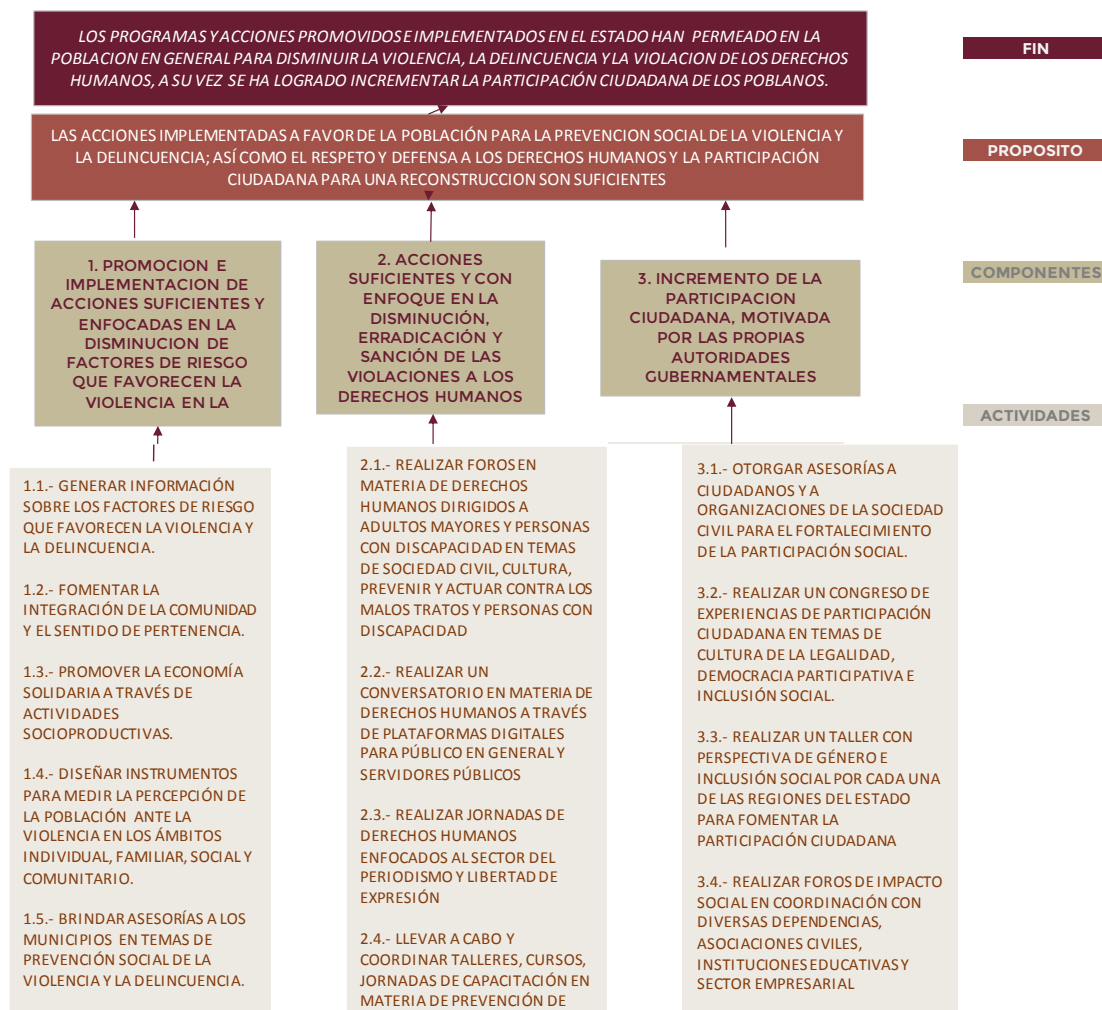 LOS PROGRAMAS Y ACCIONES PROMOVIDOS E IMPLEMENTADOS EN EL ESTADO HAN PERMEADO EN LA
POBLACION EN GENERAL PARA DISMINUIR LA VIOLENCIA, LA DELINCUENCIA Y LA VIOLACION DE LOS DERECHOS
HUMANOS, A SU VEZ SE HA LOGRADO INCREMENTAR LA PARTICIPACIÓN CIUDADANA DE LOS POBLANOS.
FIN
LAS ACCIONES IMPLEMENTADAS A FAVOR DE LA POBLACIÓN PARA LA PREVENCION SOCIAL DE LA VIOLENCIA Y
LA DELINCUENCIA; ASÍ COMO EL RESPETO Y DEFENSA A LOS DERECHOS HUMANOS Y LA PARTICIPACIÓN
CIUDADANA PARA UNA RECONSTRUCCION SON SUFICIENTES
PROPOSITO
1. PROMOCION E
IMPLEMENTACION DE
ACCIONES SUFICIENTES Y
ENFOCADAS EN LA
DISMINUCION DE
FACTORES DE RIESGO
QUE FAVORECEN LA
VIOLENCIA EN LA
2. ACCIONES
SUFICIENTES Y CON
ENFOQUE EN LA
DISMINUCIÓN,
ERRADICACIÓN Y
SANCIÓN DE LAS
VIOLACIONES A LOS
DERECHOS HUMANOS
3. INCREMENTO DE LA
PARTICIPACION
CIUDADANA, MOTIVADA
POR LAS PROPIAS
AUTORIDADES
GUBERNAMENTALES
COMPONENTES
ACTIVIDADES
1.1.- GENERAR INFORMACIÓN
SOBRE LOS FACTORES DE RIESGO
QUE FAVORECEN LA VIOLENCIA Y
LA DELINCUENCIA.
1.2.- FOMENTAR LA
INTEGRACIÓN DE LA COMUNIDAD
Y EL SENTIDO DE PERTENENCIA.
1.3.- PROMOVER LA ECONOMÍA
SOLIDARIA A TRAVÉS DE
ACTIVIDADES
SOCIOPRODUCTIVAS.
1.4.- DISEÑAR INSTRUMENTOS
PARA MEDIR LA PERCEPCIÓN DE
LA POBLACIÓN ANTE LA
VIOLENCIA EN LOS ÁMBITOS
INDIVIDUAL, FAMILIAR, SOCIAL Y
COMUNITARIO.
1.5.- BRINDAR ASESORÍAS A LOS
MUNICIPIOS EN TEMAS DE
PREVENCIÓN SOCIAL DE LA
VIOLENCIA Y LA DELINCUENCIA.
2.1.- REALIZAR FOROS EN
MATERIA DE DERECHOS
HUMANOS DIRIGIDOS A
ADULTOS MAYORES Y PERSONAS
CON DISCAPACIDAD EN TEMAS
DE SOCIEDAD CIVIL, CULTURA,
PREVENIR Y ACTUAR CONTRA LOS
MALOS TRATOS Y PERSONAS CON
DISCAPACIDAD
2.2.- REALIZAR UN
CONVERSATORIO EN MATERIA DE
DERECHOS HUMANOS A TRAVÉS
DE PLATAFORMAS DIGITALES
PARA PÚBLICO EN GENERAL Y
SERVIDORES PÚBLICOS
2.3.- REALIZAR JORNADAS DE
DERECHOS HUMANOS
ENFOCADOS AL SECTOR DEL
PERIODISMO Y LIBERTAD DE
EXPRESIÓN
2.4.- LLEVAR A CABO Y
COORDINAR TALLERES, CURSOS,
JORNADAS DE CAPACITACIÓN EN
MATERIA DE PREVENCIÓN DE
3.1.- OTORGAR ASESORÍAS A
CIUDADANOS Y A
ORGANIZACIONES DE LA SOCIEDAD
CIVIL PARA EL FORTALECIMIENTO
DE LA PARTICIPACIÓN SOCIAL.
3.2.- REALIZAR UN CONGRESO DE
EXPERIENCIAS DE PARTICIPACIÓN
CIUDADANA EN TEMAS DE
CULTURA DE LA LEGALIDAD,
DEMOCRACIA PARTICIPATIVA E
INCLUSIÓN SOCIAL.
3.3.- REALIZAR UN TALLER CON
PERSPECTIVA DE GÉNERO E
INCLUSIÓN SOCIAL POR CADA UNA
DE LAS REGIONES DEL ESTADO
PARA FOMENTAR LA
PARTICIPACIÓN CIUDADANA
3.4.- REALIZAR FOROS DE IMPACTO
SOCIAL EN COORDINACIÓN CON
DIVERSAS DEPENDENCIAS,
ASOCIACIONES CIVILES,
INSTITUCIONES EDUCATIVAS Y
SECTOR EMPRESARIAL